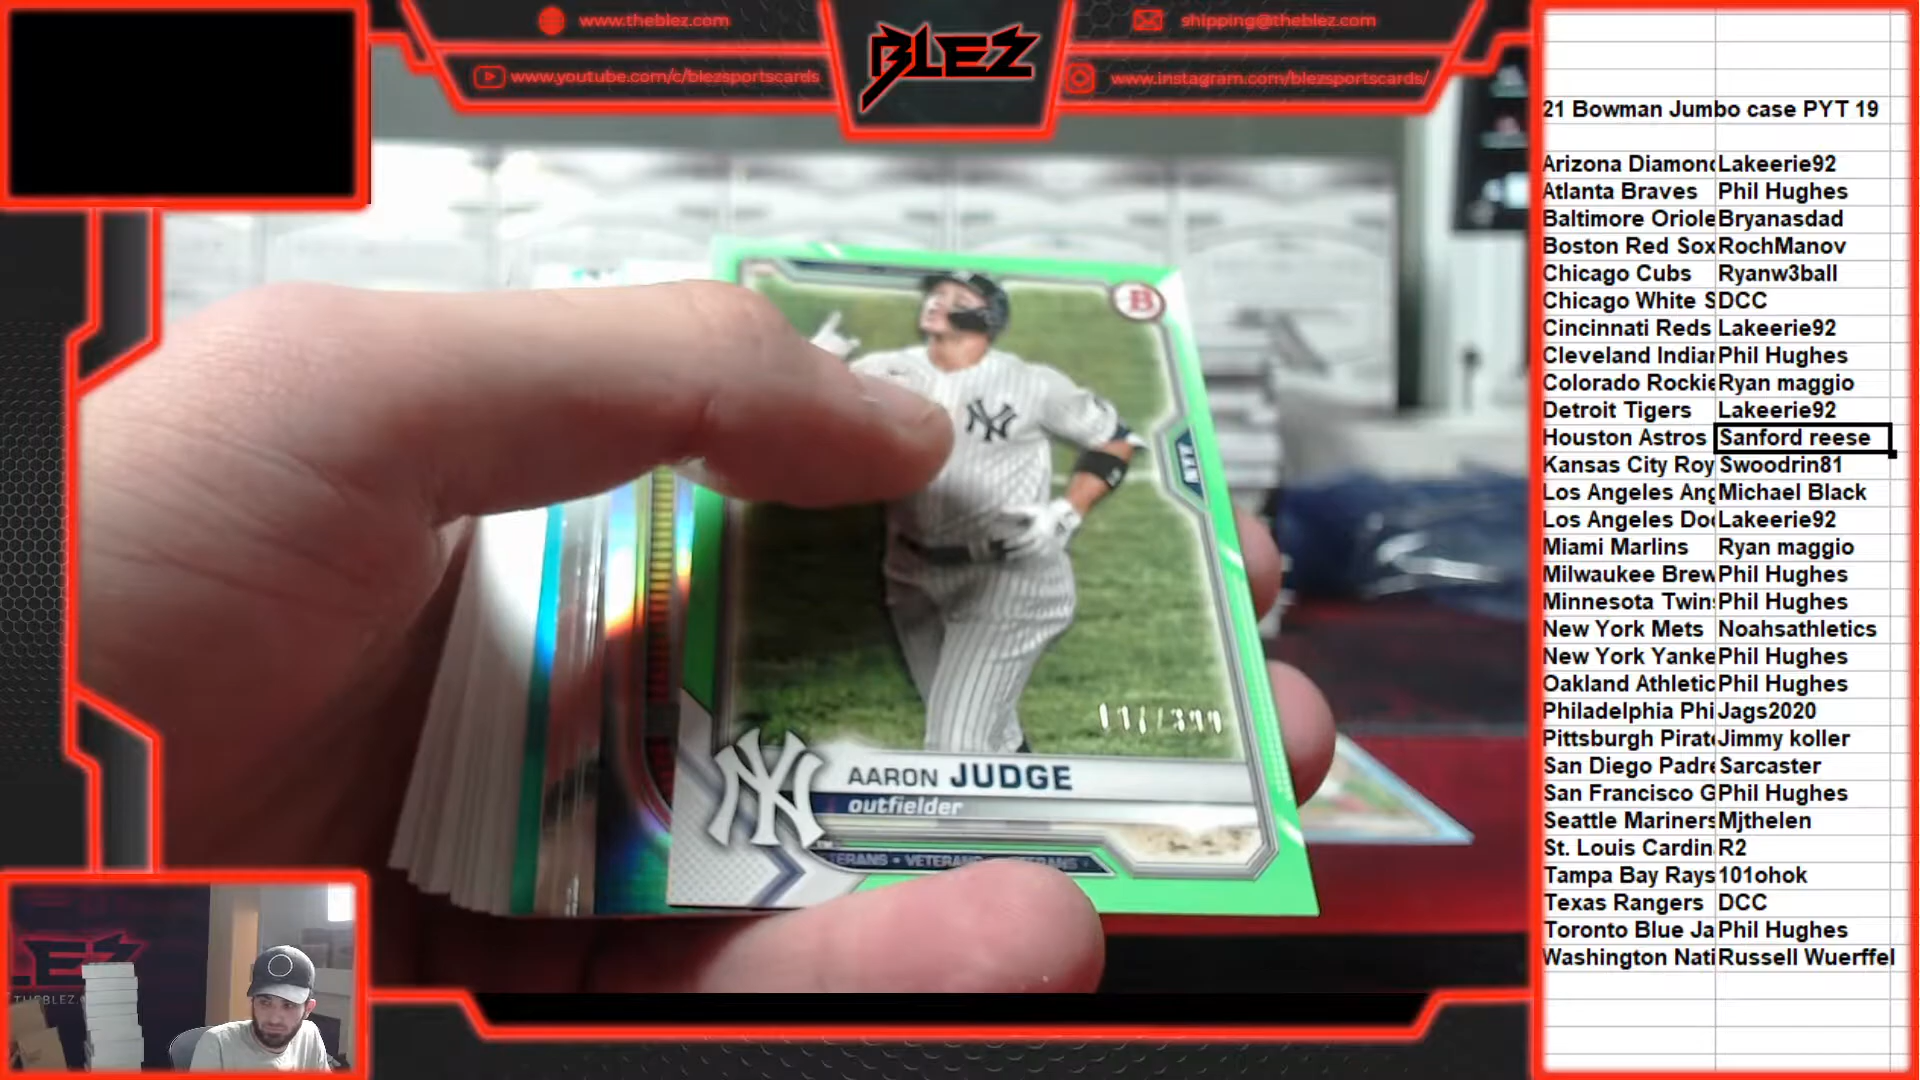 www.theblez.com
shipping@theblez.com
BLEZ
www.youtube.com/c/blezsportscards
www.instagram.com/blezsportscards/
21 Bowman Jumbo case PYT 19
Arizona Diamond Lakeerie92
Atlanta Braves Phil Hughes
Baltimore Oriole Bryanasdad
Boston Red Sox RochManov
Chicago Cubs Ryanw3ball
Chicago White S DCC
Cincinnati Reds Lakeerie92
Cleveland Indian Phil Hughes
Colorado Rockie Ryan maggio
Detroit Tigers Lakeerie92
Houston Astros Sanford reese
Kansas City Roy Swoodrin81
Los Angeles Ang Michael Black
Los Angeles Do Lakeerie92
Miami Marlins Ryan maggio
Milwaukee Brew Phil Hughes
Minnesota Twins Phil Hughes
New York Mets Noahsathletics
New York Yanke Phil Hughes
Oakland Athletic Phil Hughes
Philadelphia Phi Jags2020
Pittsburgh Pirat Jimmy koller
San Diego Padre Sarcaster
San Francisco G Phil Hughes
Seattle Mariners Mjthelen
St. Louis Cardin R2
Tampa Bay Rays 101ohok
Texas Rangers DCC
Toronto Blue Ja Phil Hughes
Washington Nati Russell Wuerffel
B
NY
NYY
NY
AARON JUDGE
outfielder
TERANS • VETERANS
LEZ
THEBLEZ.